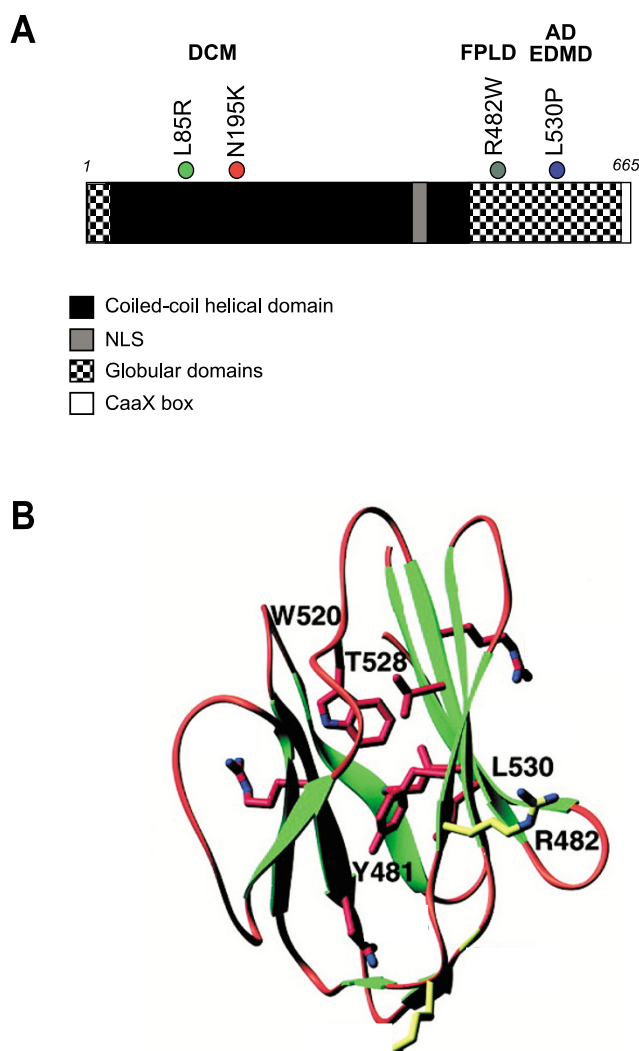 A
DCM
FPLD
AD
EDMD
L85R
N195K
R482W
L530P
1
665
Coiled-coil helical domain
NLS
Globular domains
CaaX box
B
W520
T528
L530
R482
Y481